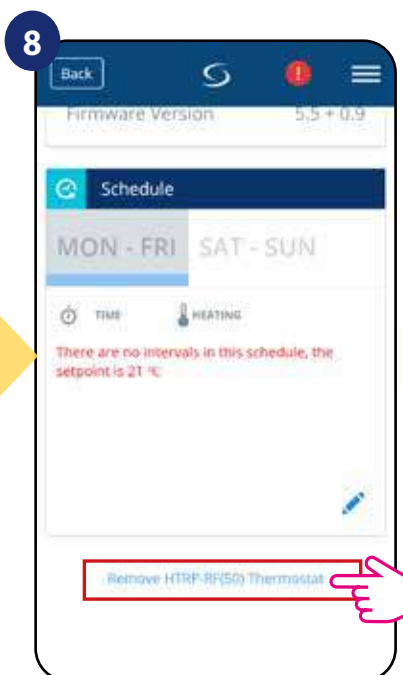 8
Back
Firmware Version 5.5 + 0.9
Schedule
MON - FRI SAT - SUN
TIME HEATING
There are no intervals in this schedule, the
setpoint is 21 °C
Remove HTRP-RF(50) Thermostat